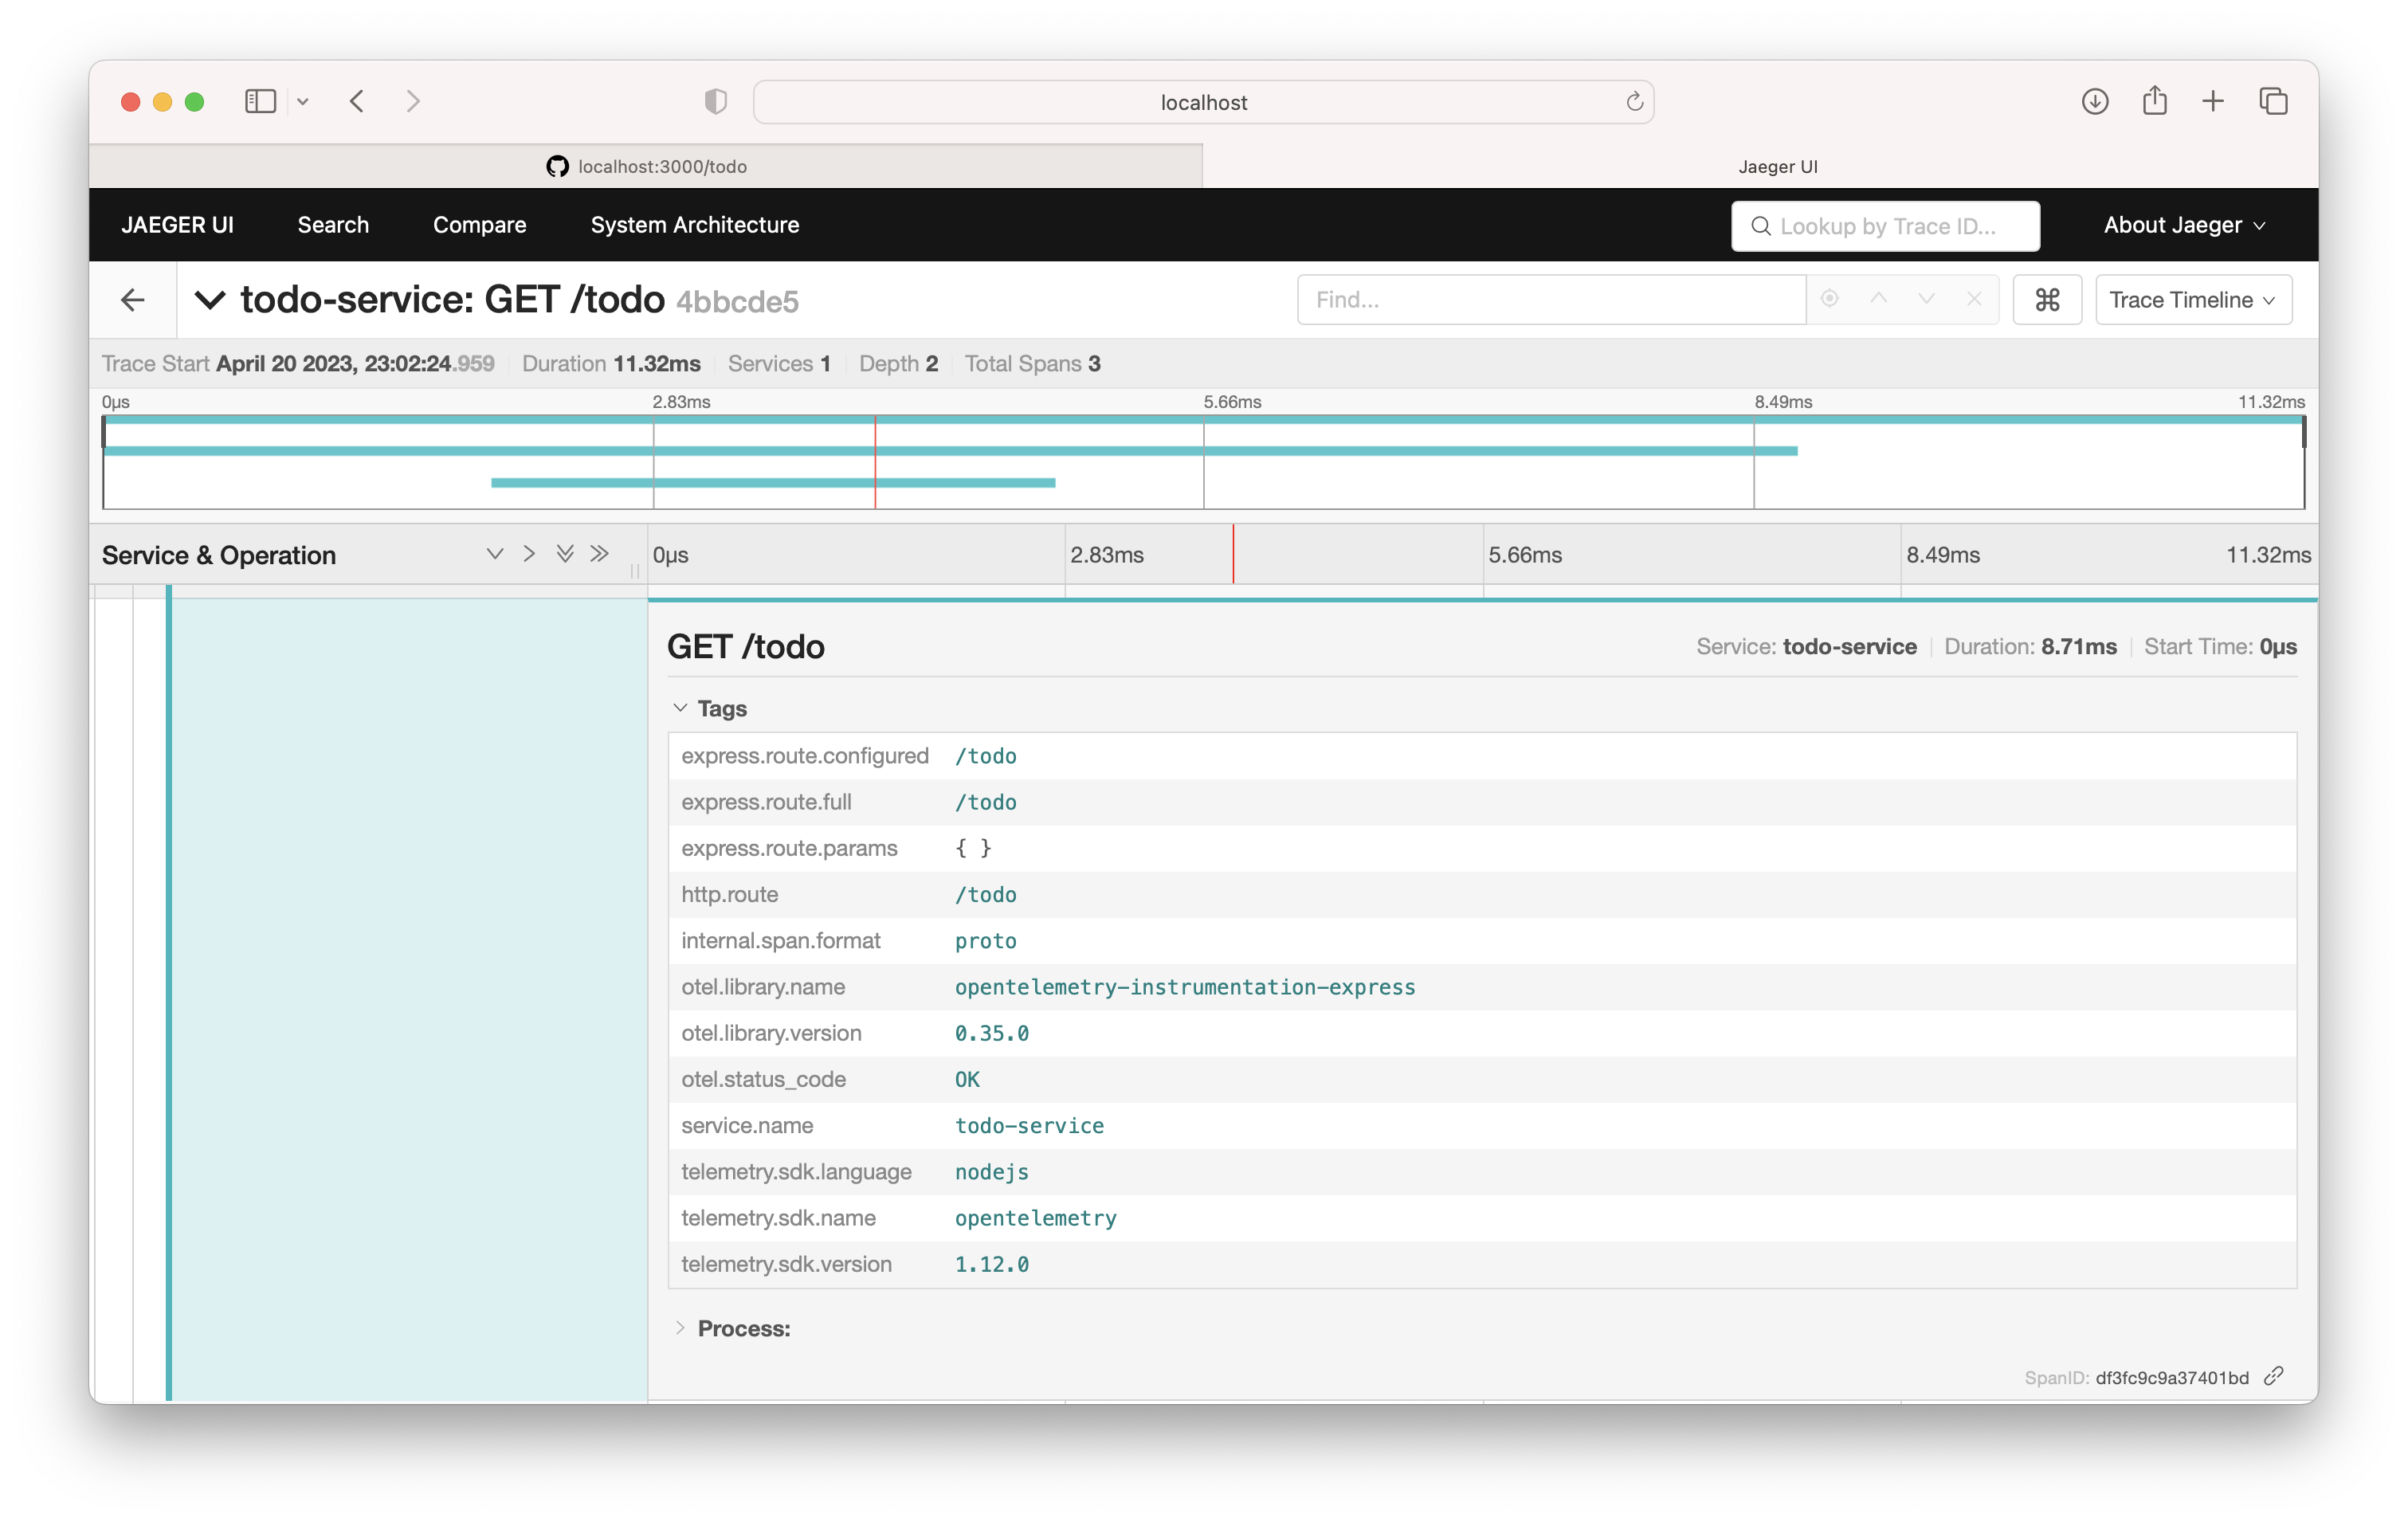 localhost
localhost:3000/todo
Jaeger UI
JAEGER UI Search Compare System Architecture Lookup by Trace ID... About Jaeger
todo-service: GET /todo 4bbcde5 Find... ⌘ Trace Timeline
Trace Start April 20 2023, 23:02:24.959 Duration 11.32ms Services 1 Depth 2 Total Spans 3
0μs 2.83ms 5.66ms 8.49ms 11.32ms
Service & Operation 0μs 2.83ms 5.66ms 8.49ms 11.32ms
GET /todo Service: todo-service Duration: 8.71ms Start Time: 0μs
Tags
express.route.configured /todo
express.route.full /todo
express.route.params { }
http.route /todo
internal.span.format proto
otel.library.name opentelemetry-instrumentation-express
otel.library.version 0.35.0
otel.status_code OK
service.name todo-service
telemetry.sdk.language nodejs
telemetry.sdk.name opentelemetry
telemetry.sdk.version 1.12.0
Process:
SpanID: df3fc9c9a37401bd